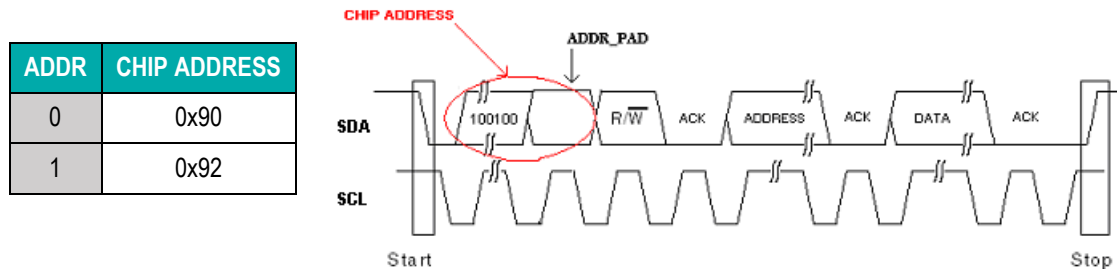 CHIP ADDRESS
ADDR_PAD
ADDR CHIP ADDRESS
0 0x90
1 0x92
SDA 100100 R/W ACK ADDRESS ACK DATA ACK
SCL
Start Stop